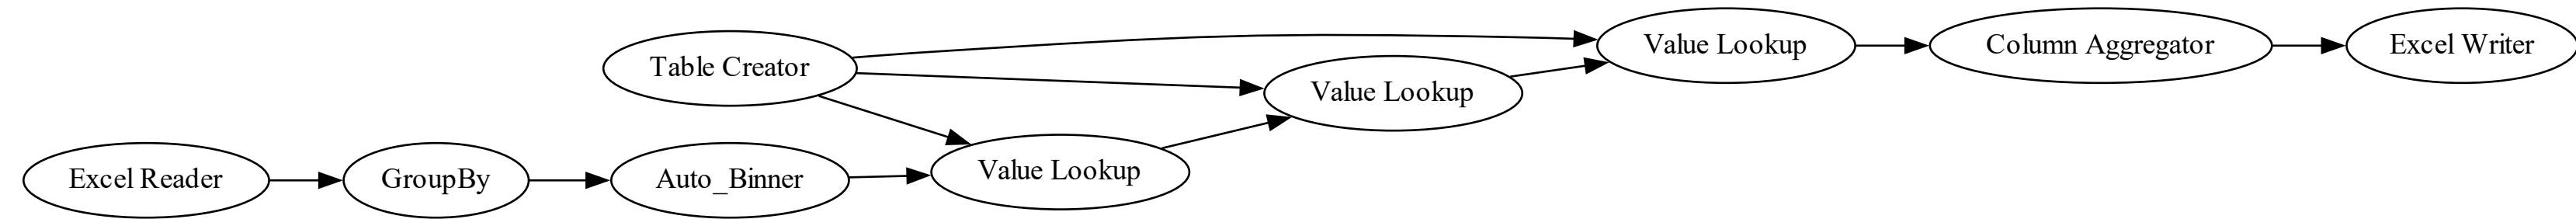 Excel Reader
GroupBy
Auto_Binner
Table Creator
Value Lookup
Value Lookup
Value Lookup
Column Aggregator
Excel Writer